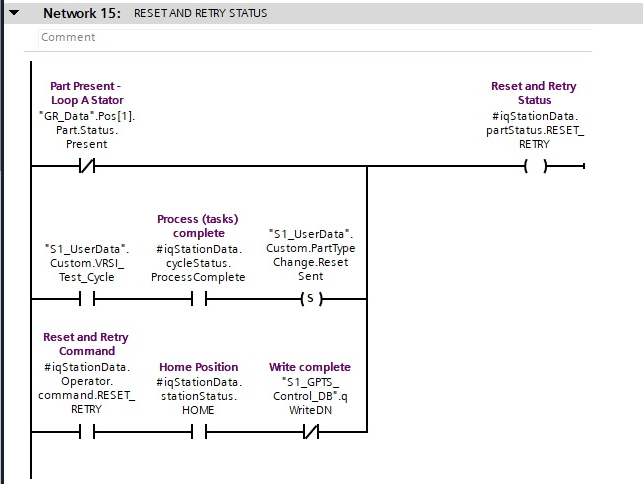 Network 15: RESET AND RETRY STATUS
Comment
Part Present -
Loop A Stator
"GR_Data".Pos[1].
Part.Status.
Present
Reset and Retry
Status
#iqStationData.
partStatus.RESET_
RETRY
"S1_UserData".
Custom.VRSI_
Test_Cycle
Process (tasks)
complete
#iqStationData.
cycleStatus.
ProcessComplete
"S1_UserData".
Custom.PartType
Change.Reset
Sent
S
Reset and Retry
Command
#iqStationData.
Operator.
command.RESET_
RETRY
Home Position
#iqStationData.
stationStatus.
HOME
Write complete
"S1_GPTS_
Control_DB".q
WriteDN